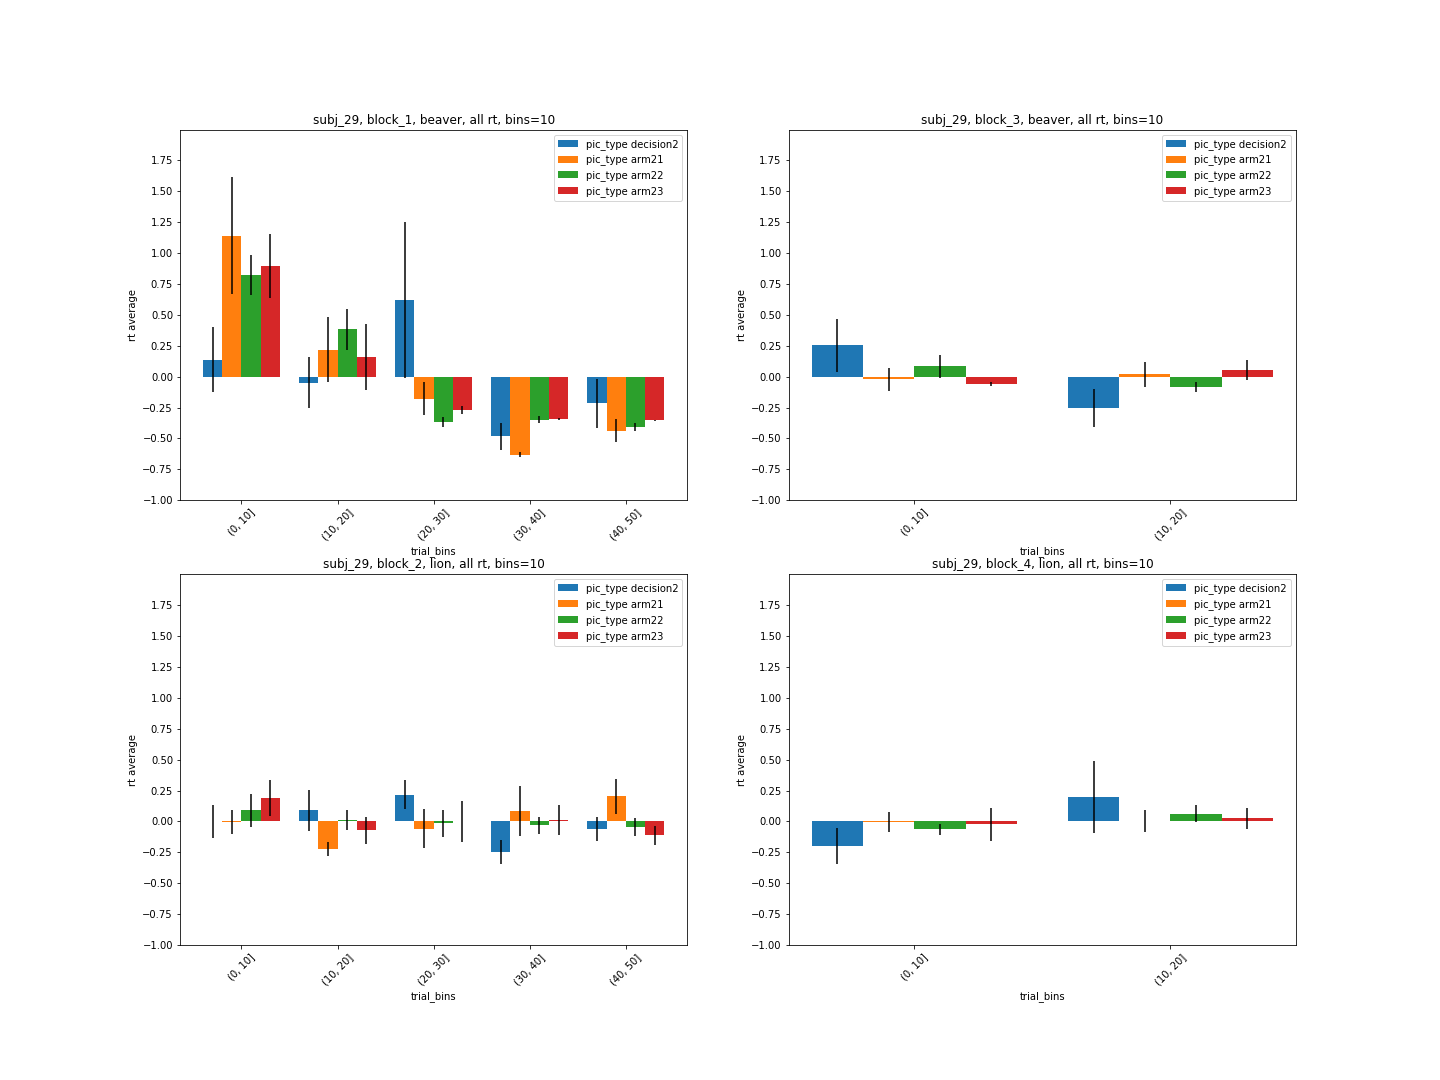 subj_29, block_1, beaver, all rt, bins=10
pic_type decision2
pic_type arm21
pic_type arm22
pic_type arm23
1.75
1.50
1.25
1.00
0.75
0.50
0.25
0.00
−0.25
−0.50
−0.75
−1.00
rt average
(0, 10]
(10, 20]
(20, 30]
(30, 40]
(40, 50]
trial_bins
subj_29, block_3, beaver, all rt, bins=10
pic_type decision2
pic_type arm21
pic_type arm22
pic_type arm23
1.75
1.50
1.25
1.00
0.75
0.50
0.25
0.00
−0.25
−0.50
−0.75
−1.00
rt average
(0, 10]
(10, 20]
trial_bins
subj_29, block_2, lion, all rt, bins=10
pic_type decision2
pic_type arm21
pic_type arm22
pic_type arm23
1.75
1.50
1.25
1.00
0.75
0.50
0.25
0.00
−0.25
−0.50
−0.75
−1.00
rt average
(0, 10]
(10, 20]
(20, 30]
(30, 40]
(40, 50]
trial_bins
subj_29, block_4, lion, all rt, bins=10
pic_type decision2
pic_type arm21
pic_type arm22
pic_type arm23
1.75
1.50
1.25
1.00
0.75
0.50
0.25
0.00
−0.25
−0.50
−0.75
−1.00
rt average
(0, 10]
(10, 20]
trial_bins